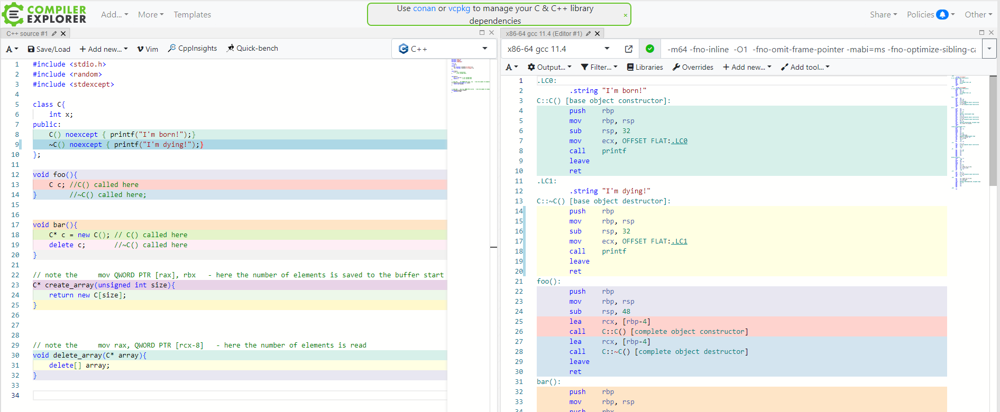 COMPILER EXPLORER
Add... More Templates
Use conan or vcpkg to manage your C & C++ library dependencies
×
Share Policies Other
C++ source #1
A Save/Load + Add new... Vim CppInsights Quick-bench
C++
1 #include <stdio.h>
2 #include <random>
3 #include <stdexcept>
4
5 class C{
6 int x;
7 public:
8 C() noexcept { printf("I'm born!");}
9 ~C() noexcept { printf("I'm dying!");}
10 };
11
12 void foo(){
13 C c; //C() called here
14 } //~C() called here;
15
16
17 void bar(){
18 C* c = new C(); // C() called here
19 delete c; //~C() called here
20 }
21
22 // note the mov QWORD PTR [rax], rbx - here the number of elements is saved to the buffer start
23 C* create_array(unsigned int size){
24 return new C[size];
25 }
26
27
28
29 // note the mov rax, QWORD PTR [rcx-8] - here the number of elements is read
30 void delete_array(C* array){
31 delete[] array;
32 }
33
34
x86-64 gcc 11.4 (Editor #1)
x86-64 gcc 11.4
-m64 -fno-inline -O1 -fno-omit-frame-pointer -mabi=ms -fno-optimize-sibling-ca
A Output... Filter... Libraries Overrides + Add new... Add tool...
1 .LC0:
2 .string "I'm born!"
3 C::C() [base object constructor]:
4 push rbp
5 mov rbp, rsp
6 sub rsp, 32
7 mov ecx, OFFSET FLAT:.LC0
8 call printf
9 leave
10 ret
11 .LC1:
12 .string "I'm dying!"
13 C::~C() [base object destructor]:
14 push rbp
15 mov rbp, rsp
16 sub rsp, 32
17 mov ecx, OFFSET FLAT:.LC1
18 call printf
19 leave
20 ret
21 foo():
22 push rbp
23 mov rbp, rsp
24 sub rsp, 48
25 lea rcx, [rbp-4]
26 call C::C() [complete object constructor]
27 lea rcx, [rbp-4]
28 call C::~C() [complete object destructor]
29 leave
30 ret
31 bar():
32 push rbp
33 mov rbp, rsp
34 push rbx